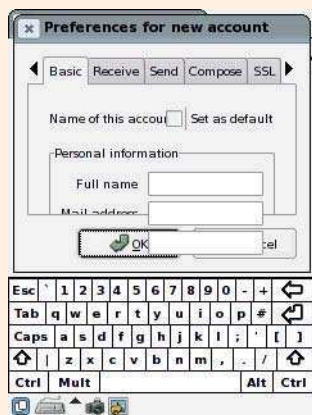 Preferences for new account
Basic Receive Send Compose SSL
Name of this accou Set as default
Personal information
Full name
Mail address
OK cel
Esc ` 1 2 3 4 5 6 7 8 9 0 - + 
Tab q w e r t y u i o p #
Caps a s d f g h j k l ; ' [ ]
| z x c v b n m , . /
Ctrl Mult Alt Ctrl